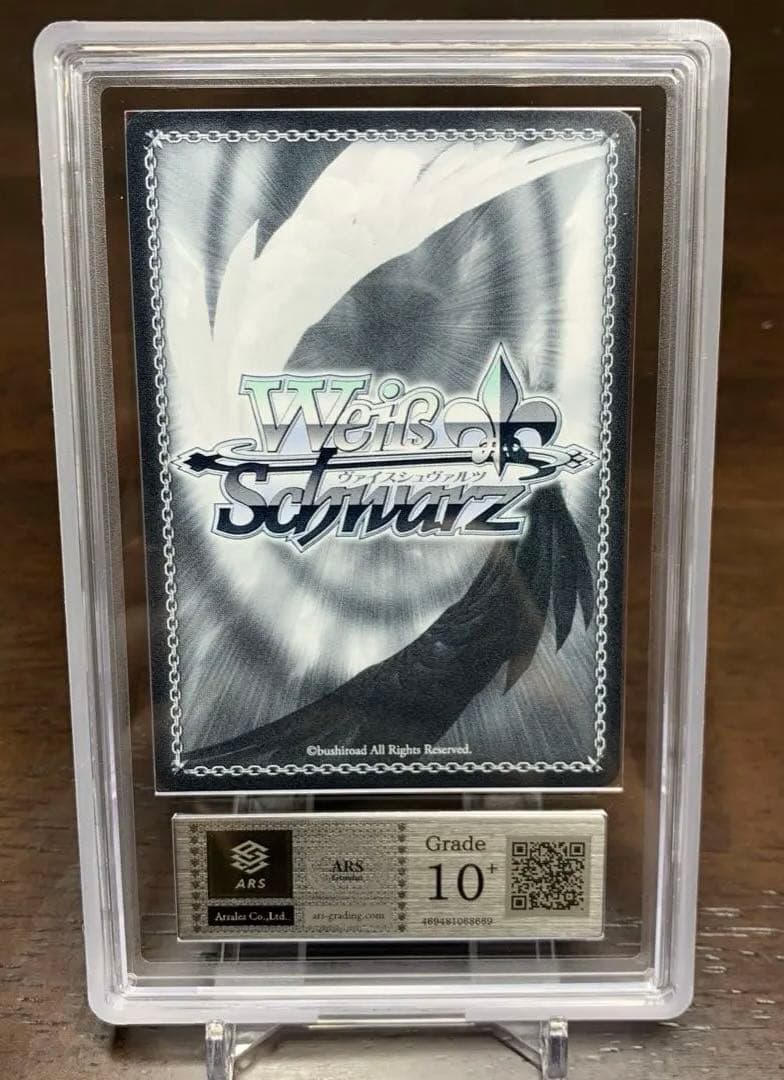 Weiß
ヴァイスシュヴァルツ
Schwarz
©bushiroad All Rights Reserved.
ARS
Arralez Co.,Ltd.
ARS
ars-grading.com
Grade
10+
469481068669